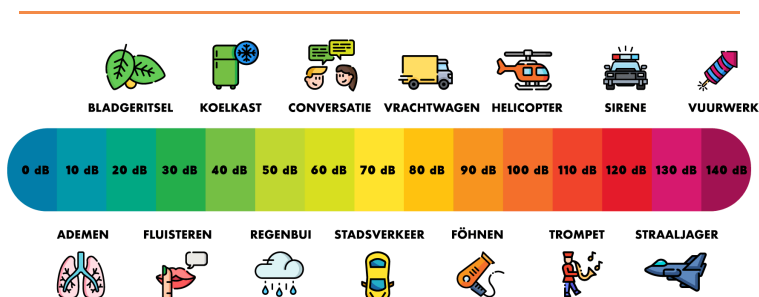 BLADGERITSEL KOELKAST CONVERSATIE VRACHTWAGEN HELICOPTER SIRENE VUURWERK
0 dB 10 dB 20 dB 30 dB 40 dB 50 dB 60 dB 70 dB 80 dB 90 dB 100 dB 110 dB 120 dB 130 dB 140 dB
ADEMEN FLUISTEREN REGENBUI STADSVERKEER FÖHNEN TROMPET STRAALJAGER